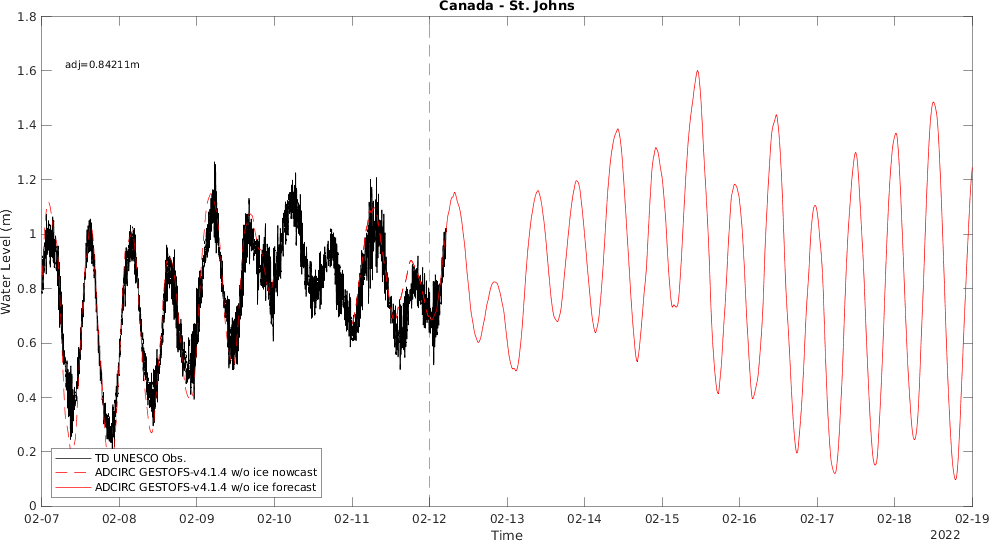 Canada - St. Johns
1.8
adj=0.84211m
1.6
1.4
1.2
1
0.8
0.6
0.4
0.2
0
Water Level (m)
TD UNESCO Obs.
ADCIRC GESTOFS-v4.1.4 w/o ice nowcast
ADCIRC GESTOFS-v4.1.4 w/o ice forecast
02-07 02-08 02-09 02-10 02-11 02-12 02-13 02-14 02-15 02-16 02-17 02-18 02-19
Time
2022